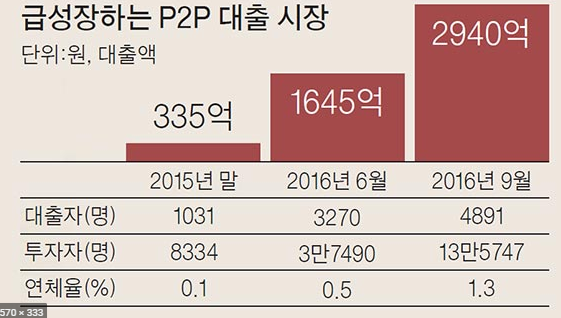 급성장하는 P2P 대출 시장
단위:원, 대출액
335억
1645억
2940억
2015년 말 2016년 6월 2016년 9월
대출자(명) 1031 3270 4891
투자자(명) 8334 3만7490 13만5747
연체율(%) 0.1 0.5 1.3
570 × 333